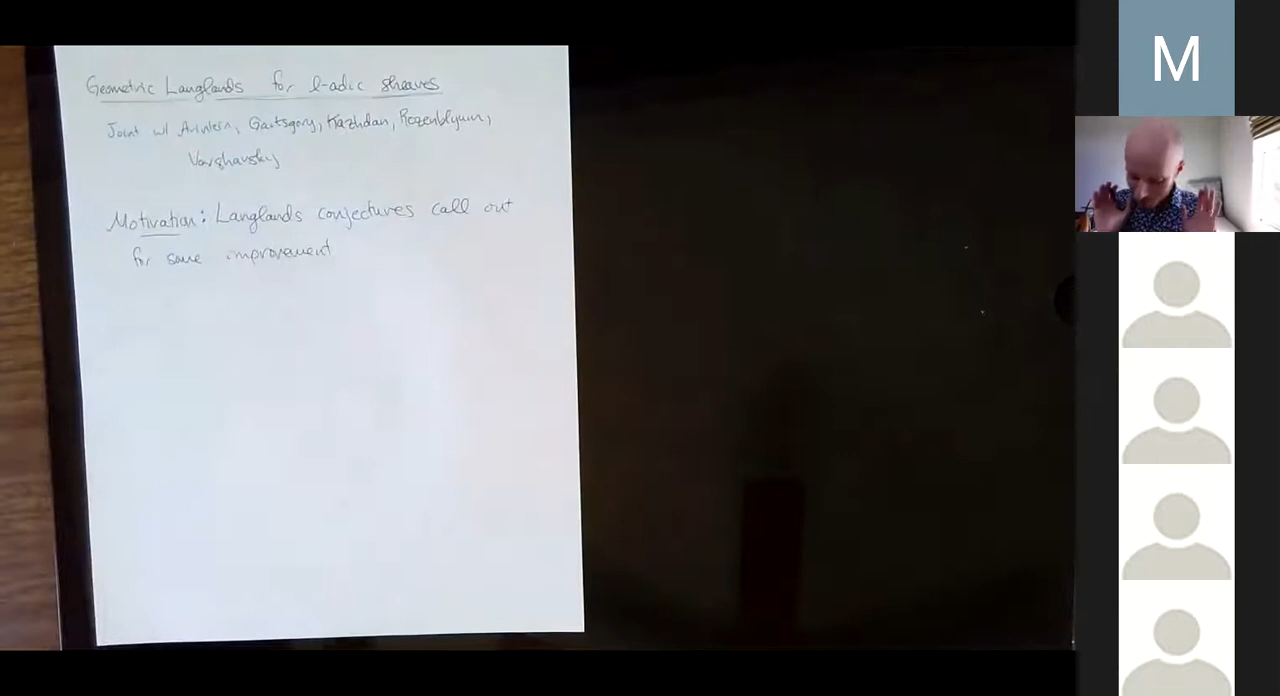 Geometric Langlands for l-adic sheaves
Joint w/ Arinkin, Gaitsgory, Kazhdan, Rozenblyum,
Varshavsky
Motivation: Langlands conjectures call out
for some improvement
M